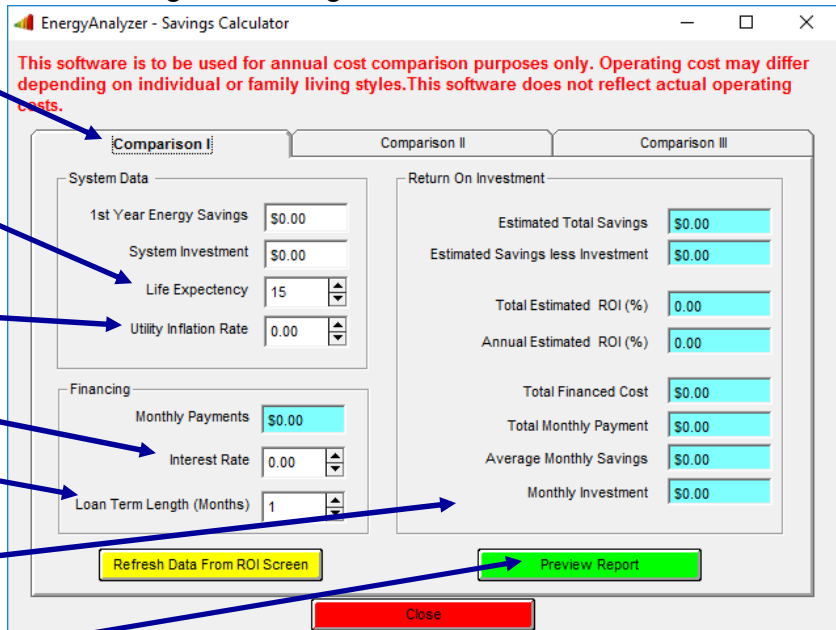 EnergyAnalyzer - Savings Calculator
This software is to be used for annual cost comparison purposes only. Operating cost may differ
depending on individual or family living styles.This software does not reflect actual operating
costs.
Comparison I
Comparison II
Comparison III
System Data
1st Year Energy Savings $0.00
System Investment $0.00
Life Expectency 15
Utility Inflation Rate 0.00
Financing
Monthly Payments $0.00
Interest Rate 0.00
Loan Term Length (Months) 1
Return On Investment
Estimated Total Savings $0.00
Estimated Savings less Investment $0.00
Total Estimated ROI (%) 0.00
Annual Estimated ROI (%) 0.00
Total Financed Cost $0.00
Total Monthly Payment $0.00
Average Monthly Savings $0.00
Monthly Investment $0.00
Refresh Data From ROI Screen
Preview Report
Close